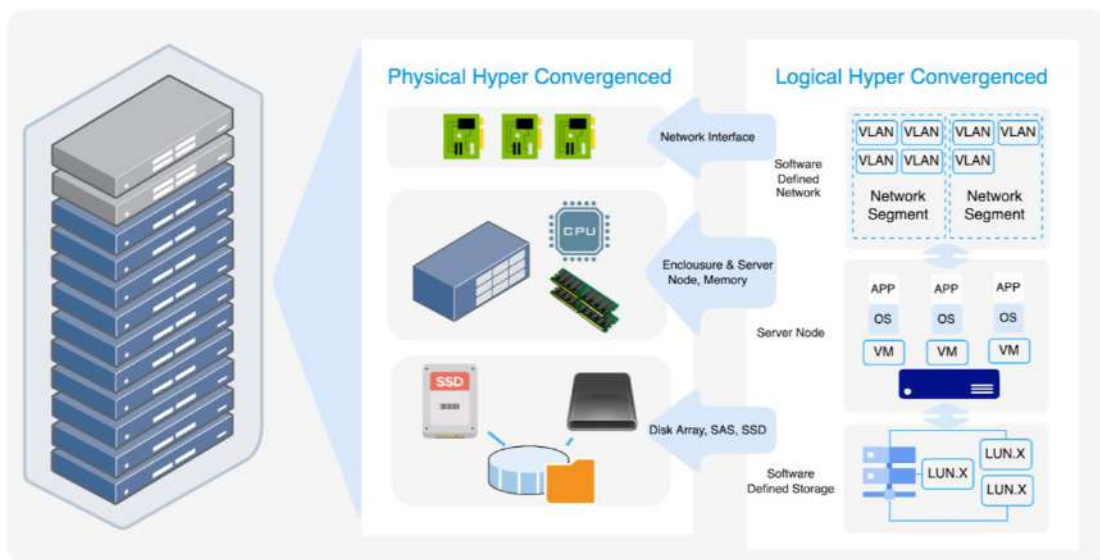 Physical Hyper Convergenced
Network Interface
CPU
Enclousure & Server
Node, Memory
SSD
Disk Array, SAS, SSD
Logical Hyper Convergenced
Software
Defined
Network
VLAN VLAN VLAN VLAN
VLAN VLAN VLAN
Network
Segment
Network
Segment
Server Node
APP APP APP
OS OS OS
VM VM VM
Software
Defined Storage
LUN.X
LUN.X
LUN.X